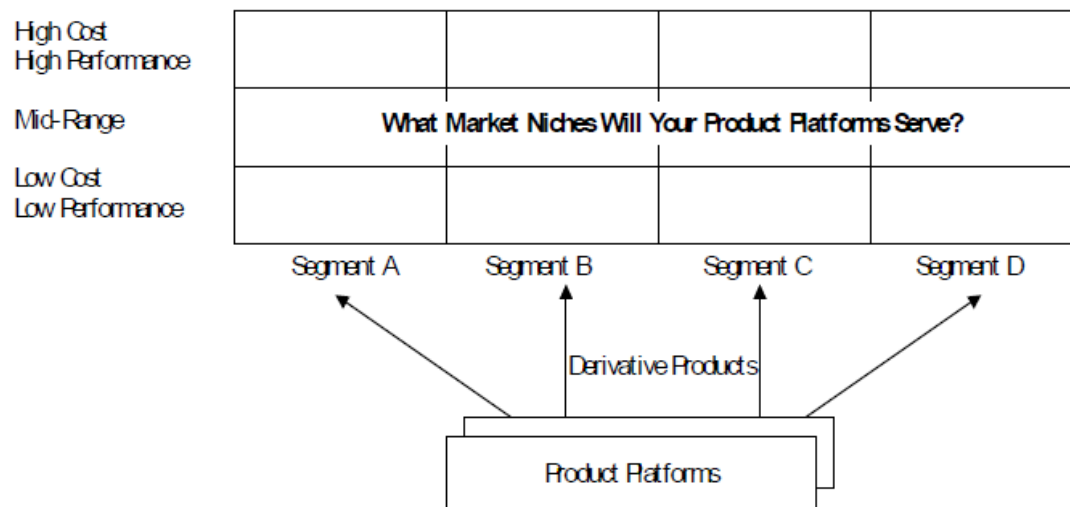 High Cost
High Performance
Mid-Range
What Market Niches Will Your Product Platforms Serve?
Low Cost
Low Performance
Segment A
Segment B
Segment C
Segment D
Derivative Products
Product Platforms